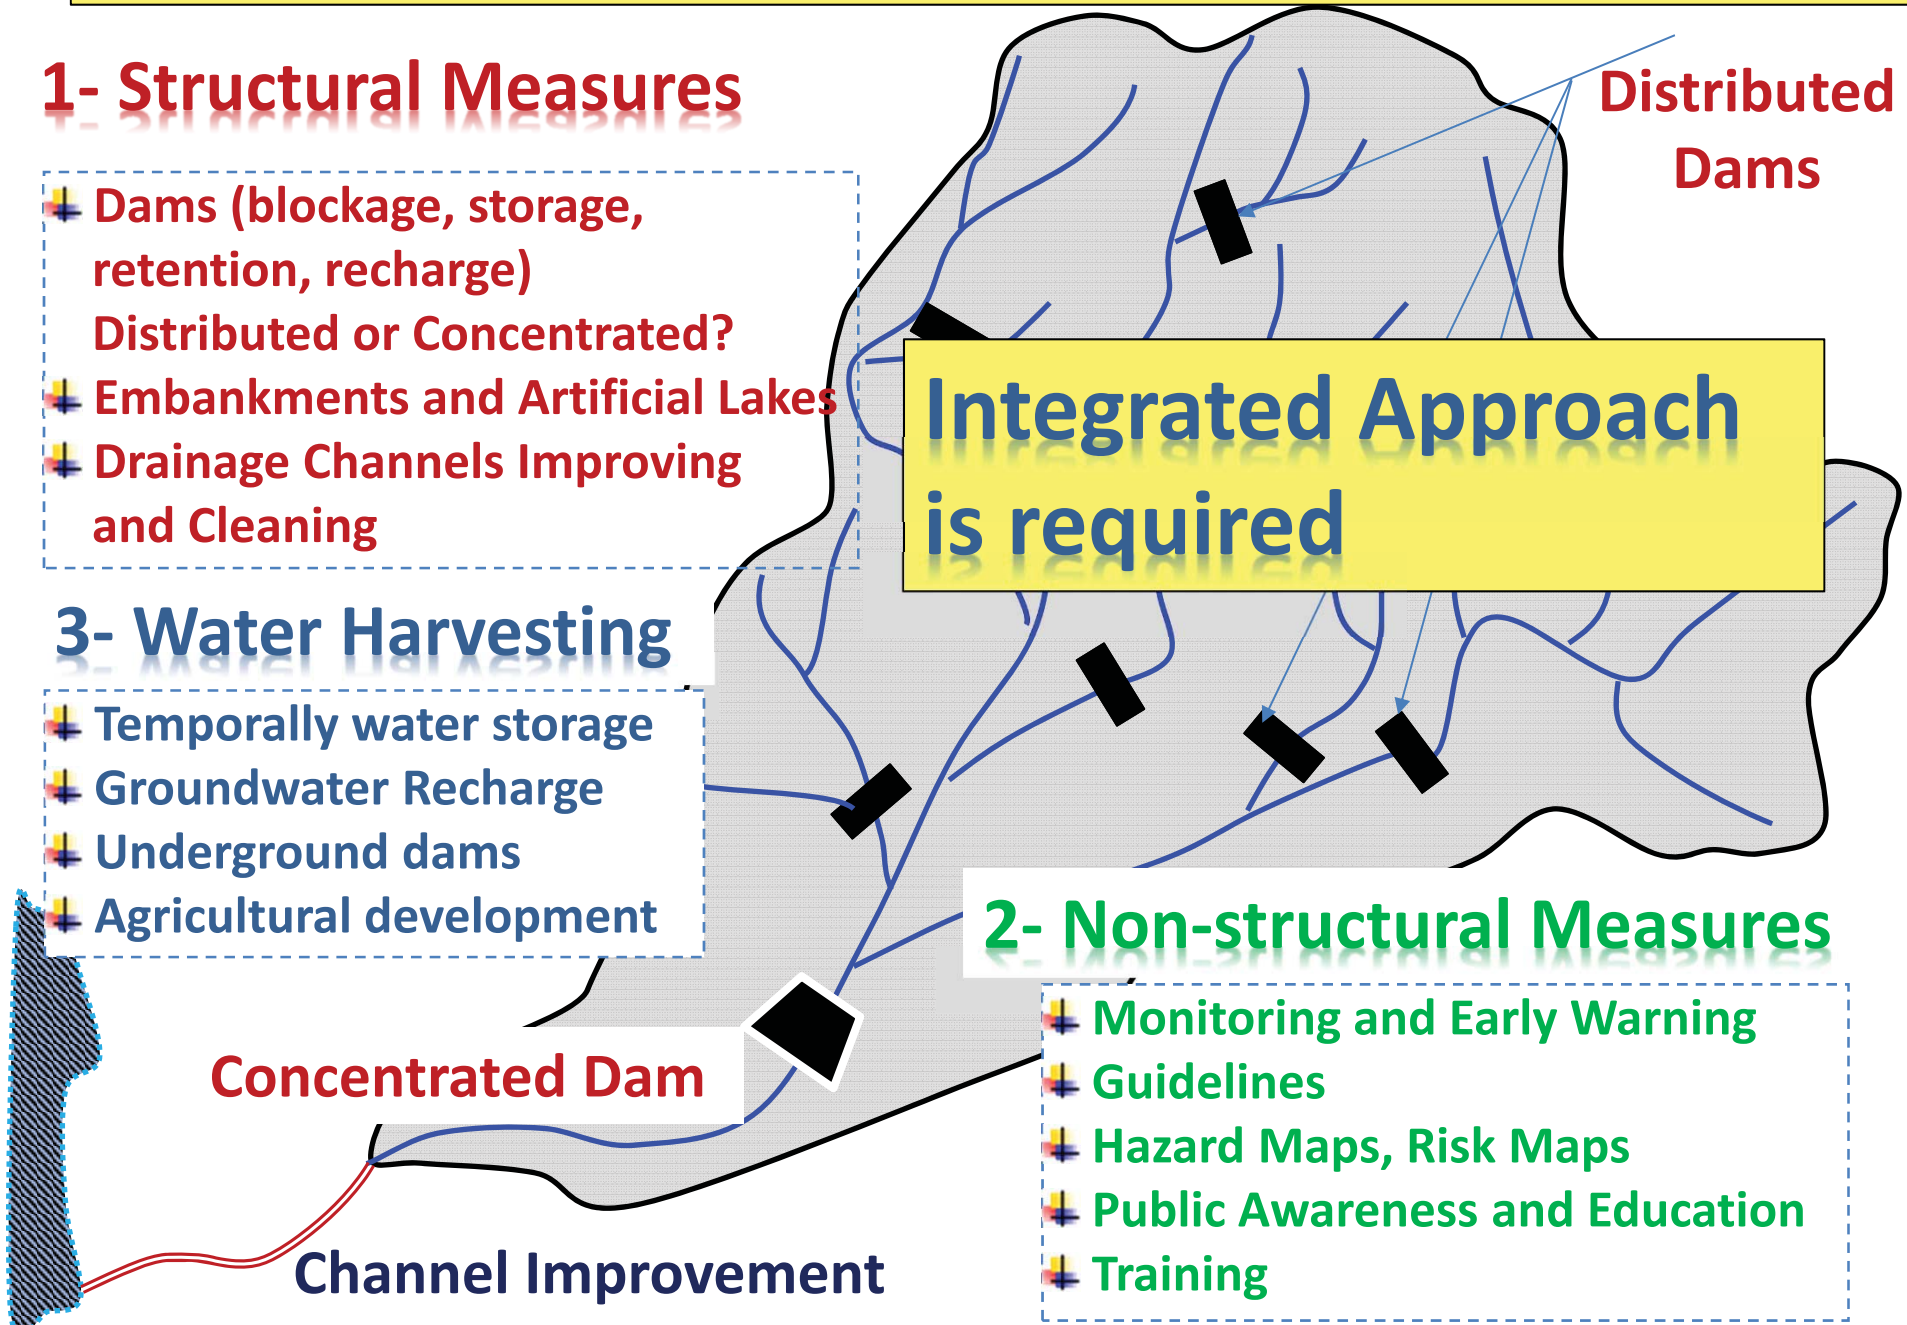 1- Structural Measures
Dams (blockage, storage,
retention, recharge)
Distributed or Concentrated?
Embankments and Artificial Lakes
Drainage Channels Improving
and Cleaning
Distributed
Dams
Integrated Approach
is required
3- Water Harvesting
Temporally water storage
Groundwater Recharge
Underground dams
Agricultural development
2- Non-structural Measures
Monitoring and Early Warning
Guidelines
Hazard Maps, Risk Maps
Public Awareness and Education
Training
Concentrated Dam
Channel Improvement